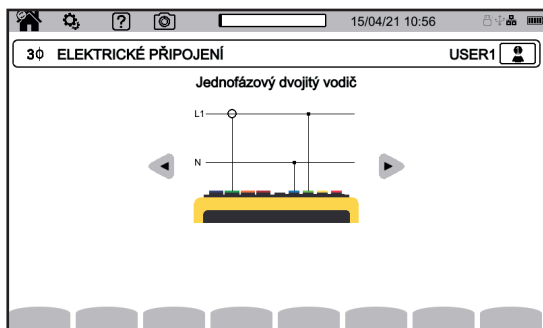 ? 15/04/21 10:56
3ϕ ELEKTRICKÉ PŘIPOJENÍ USER1
Jednofázový dvojitý vodič
L1
N